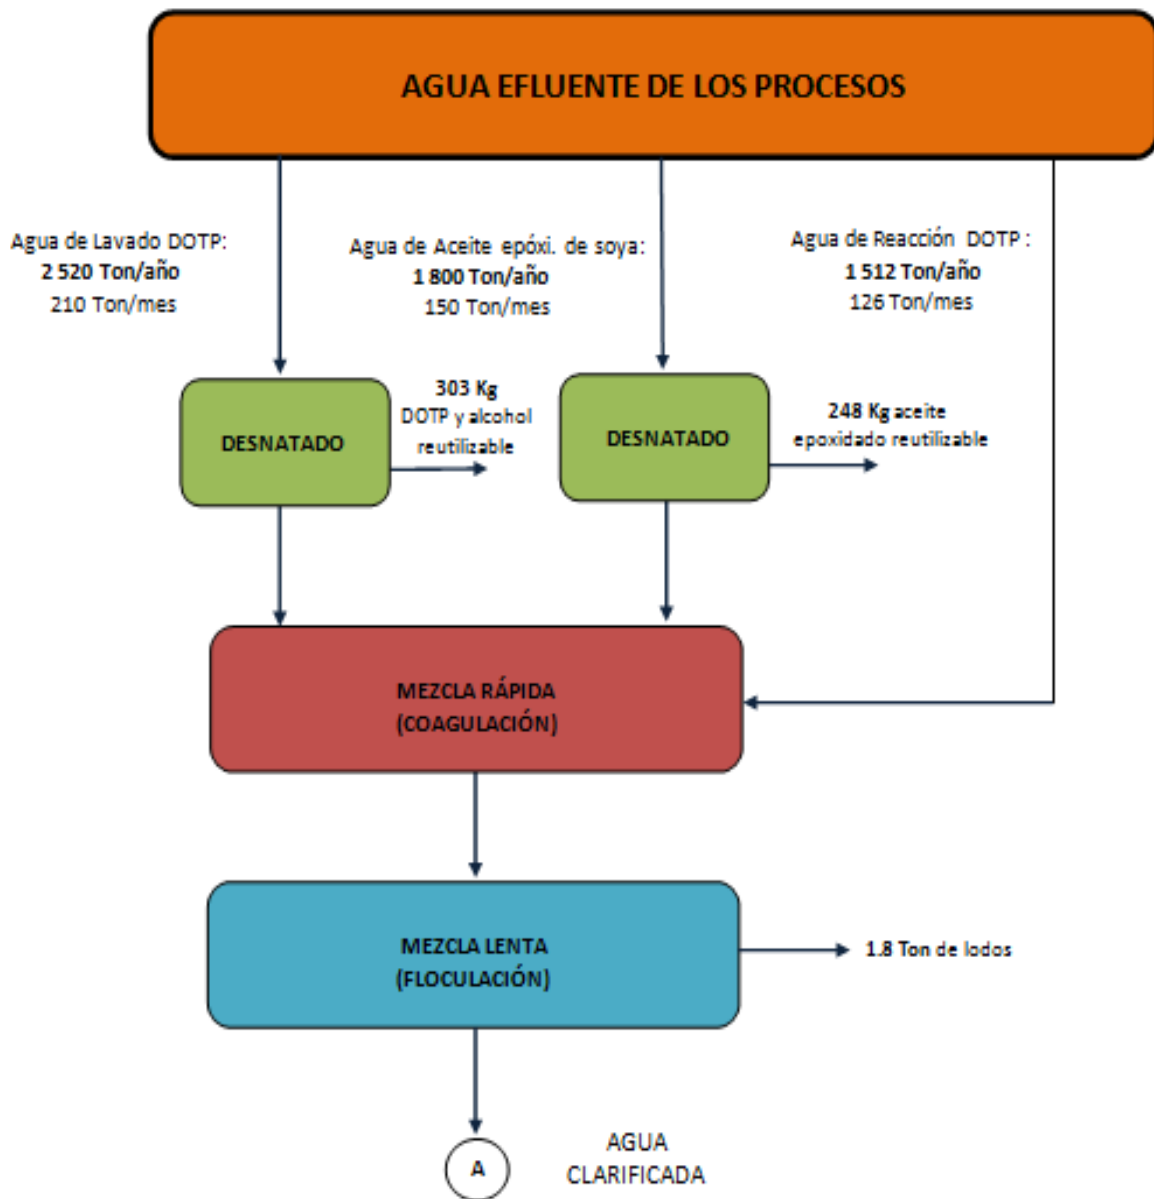 AGUA EFLUENTE DE LOS PROCESOS
Agua de Lavado DOTP:
2 520 Ton/año
210 Ton/mes
Agua de Aceite epóxi. de soya:
1 800 Ton/año
150 Ton/mes
Agua de Reacción DOTP :
1 512 Ton/año
126 Ton/mes
DESNATADO
303 Kg
DOTP y alcohol
reutilizable
DESNATADO
248 Kg aceite
epoxidado reutilizable
MEZCLA RÁPIDA
(COAGULACIÓN)
MEZCLA LENTA
(FLOCULACIÓN)
1.8 Ton de lodos
A
AGUA
CLARIFICADA